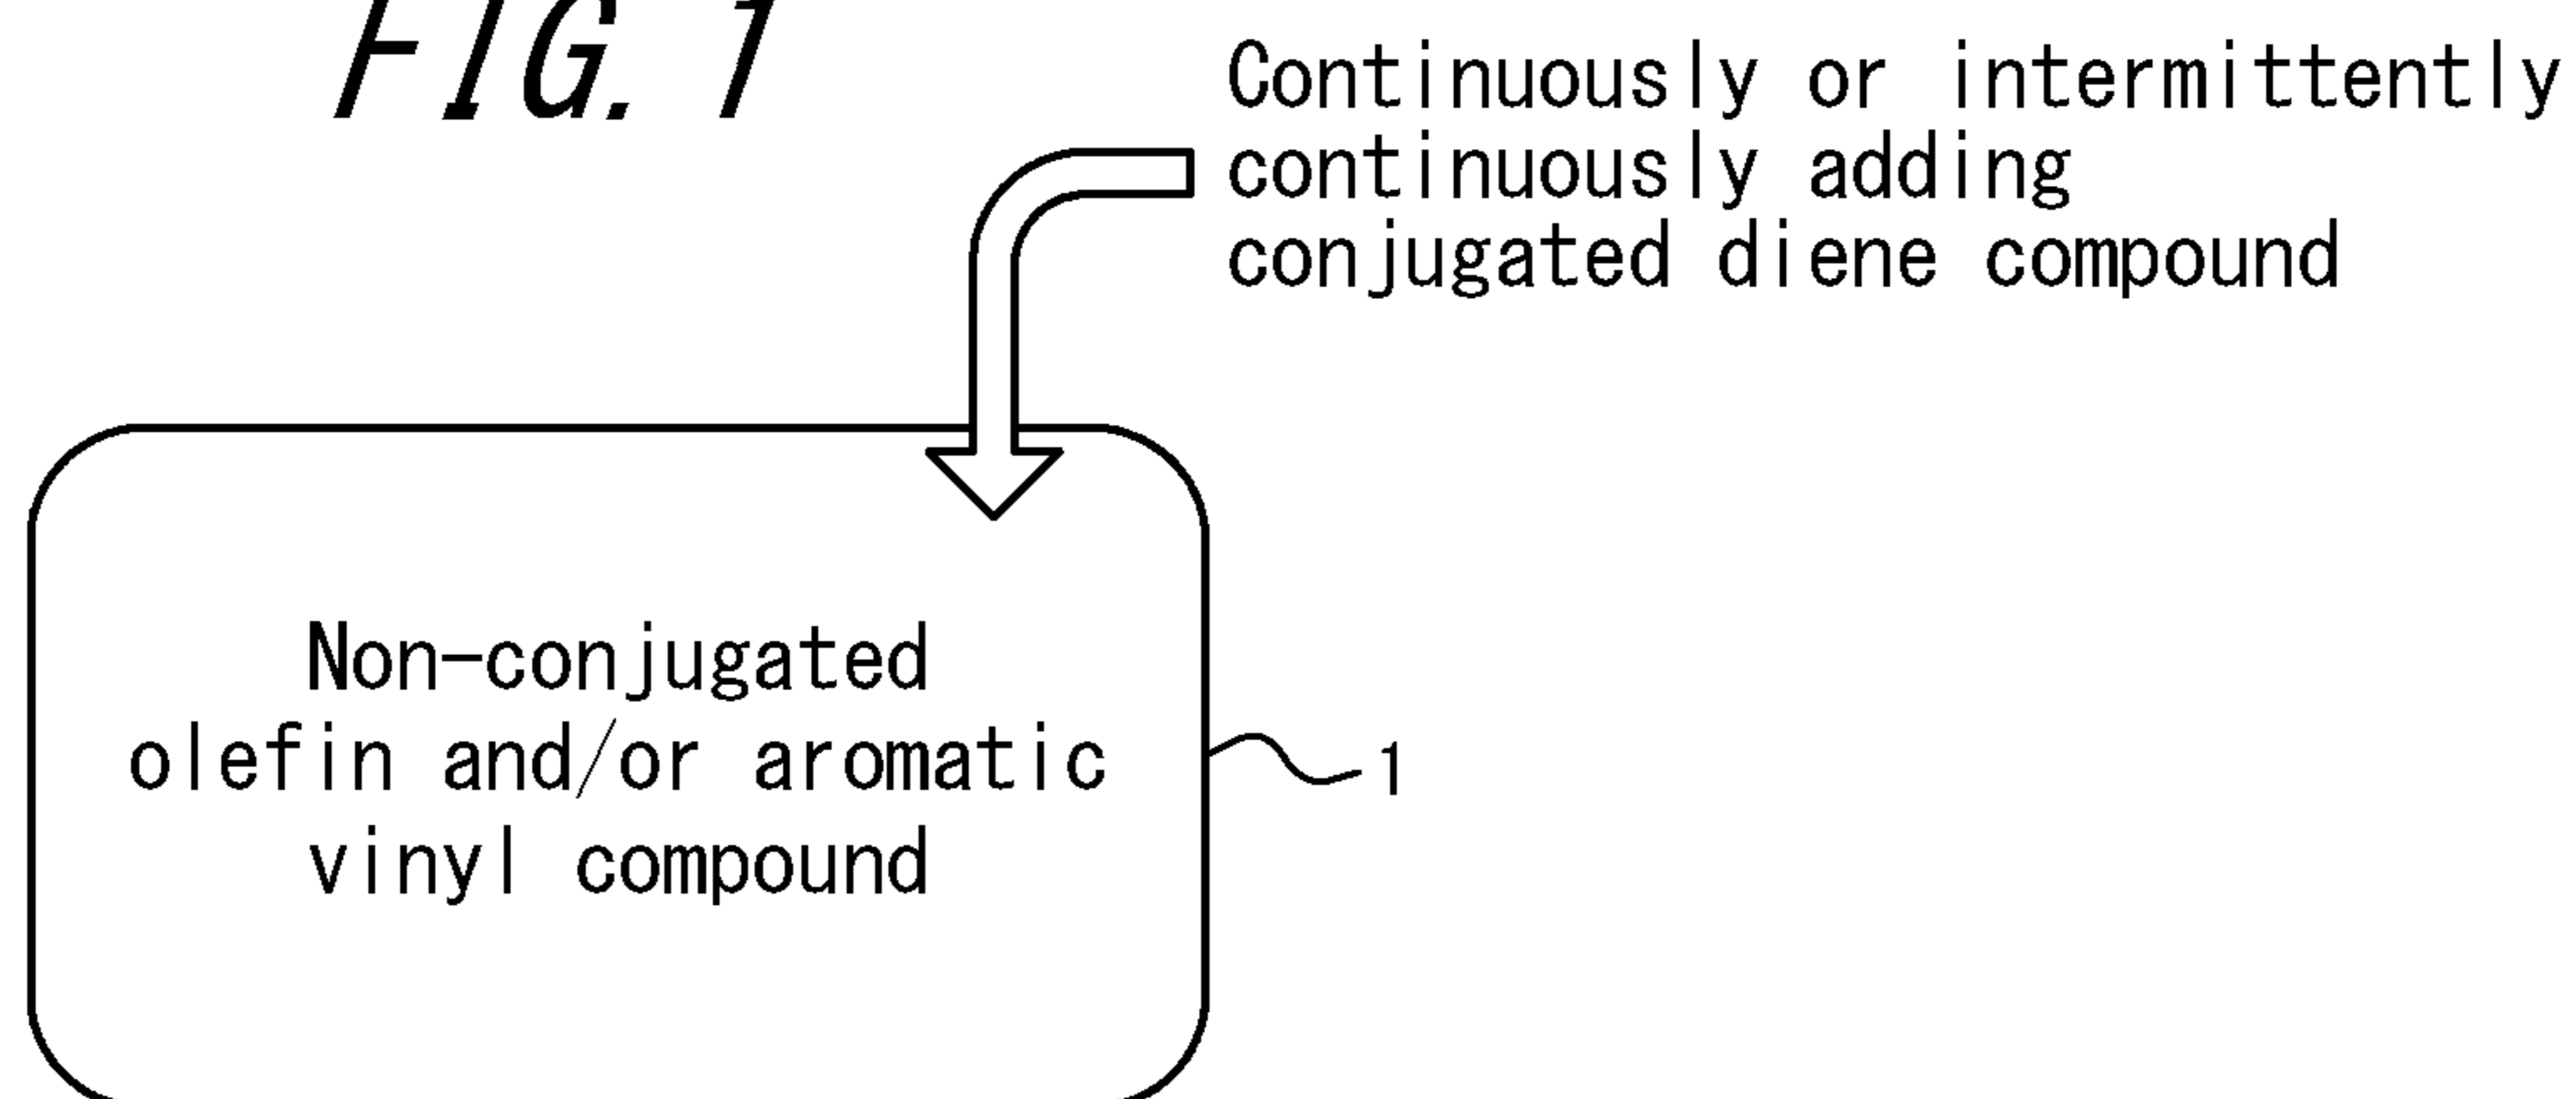 FIG. 1
Continuously or intermittently
continuously adding
conjugated diene compound
Non-conjugated
olefin and/or aromatic
vinyl compound
1